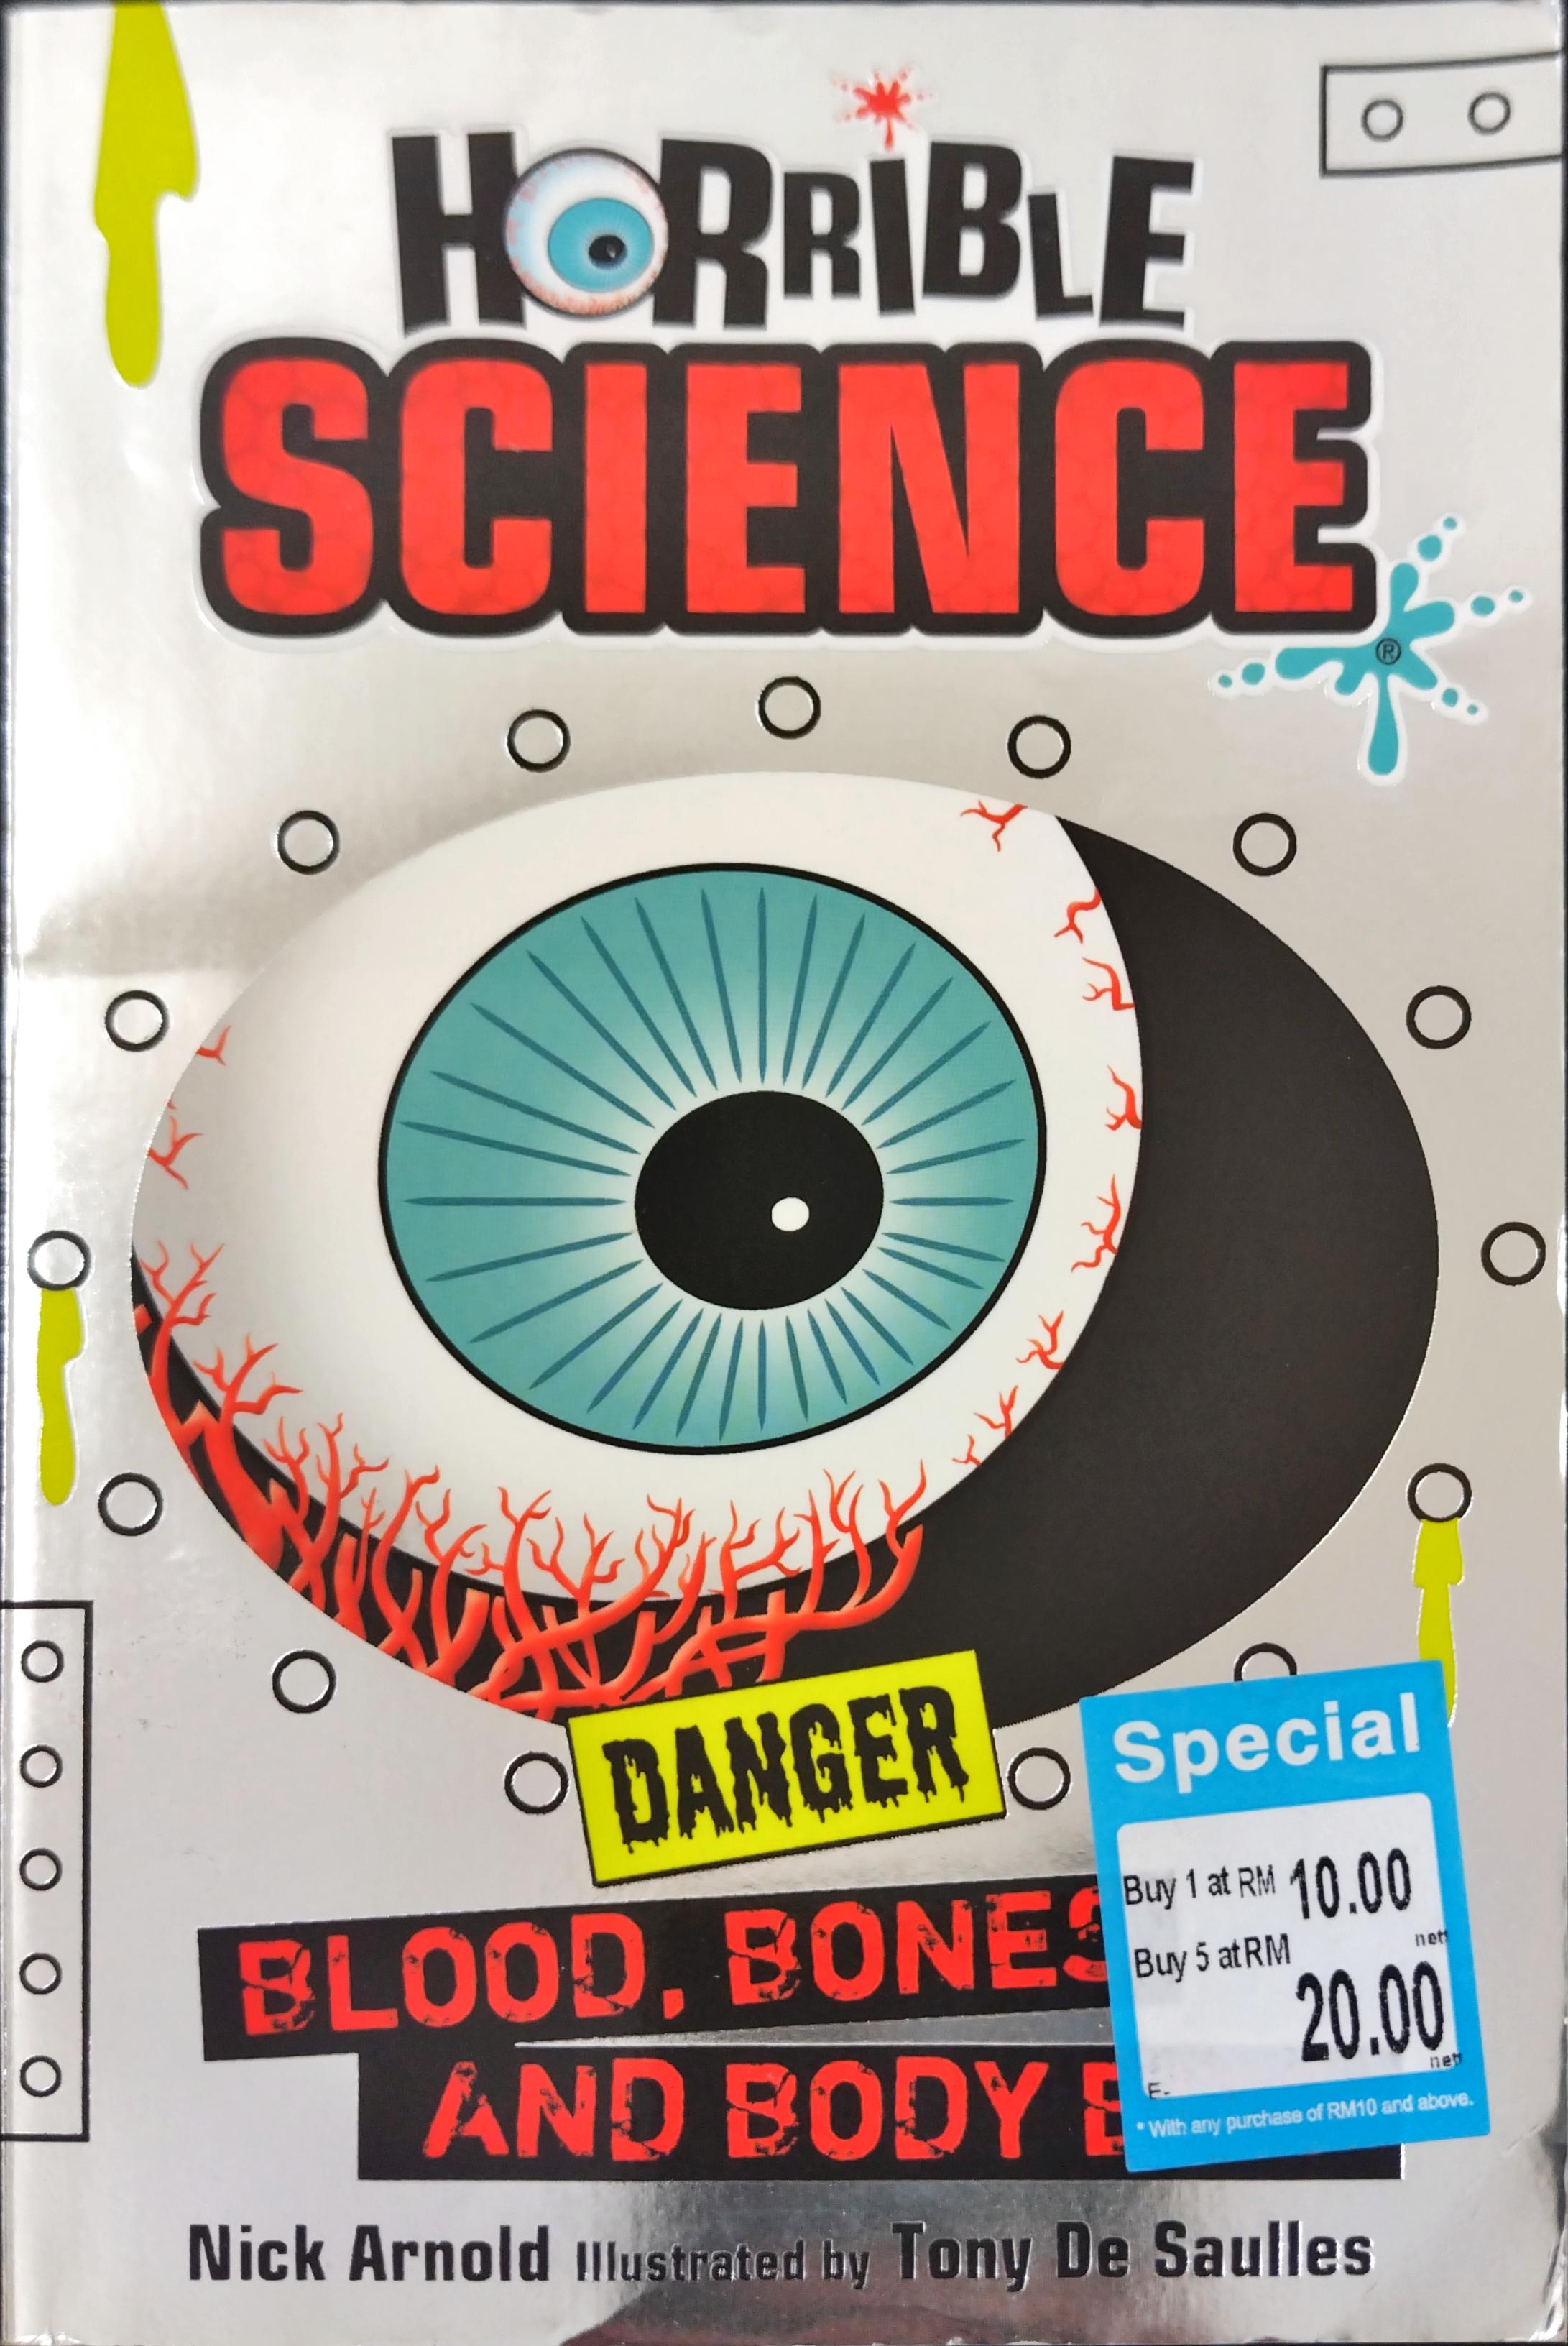 HORRIBLE
SCIENCE
®
DANGER
BLOOD, BONES
AND BODY B
Special
Buy 1 at RM 10.00
nett
Buy 5 at RM
20.00
nett
E-
* With any purchase of RM10 and above.
Nick Arnold Illustrated by Tony De Saulles